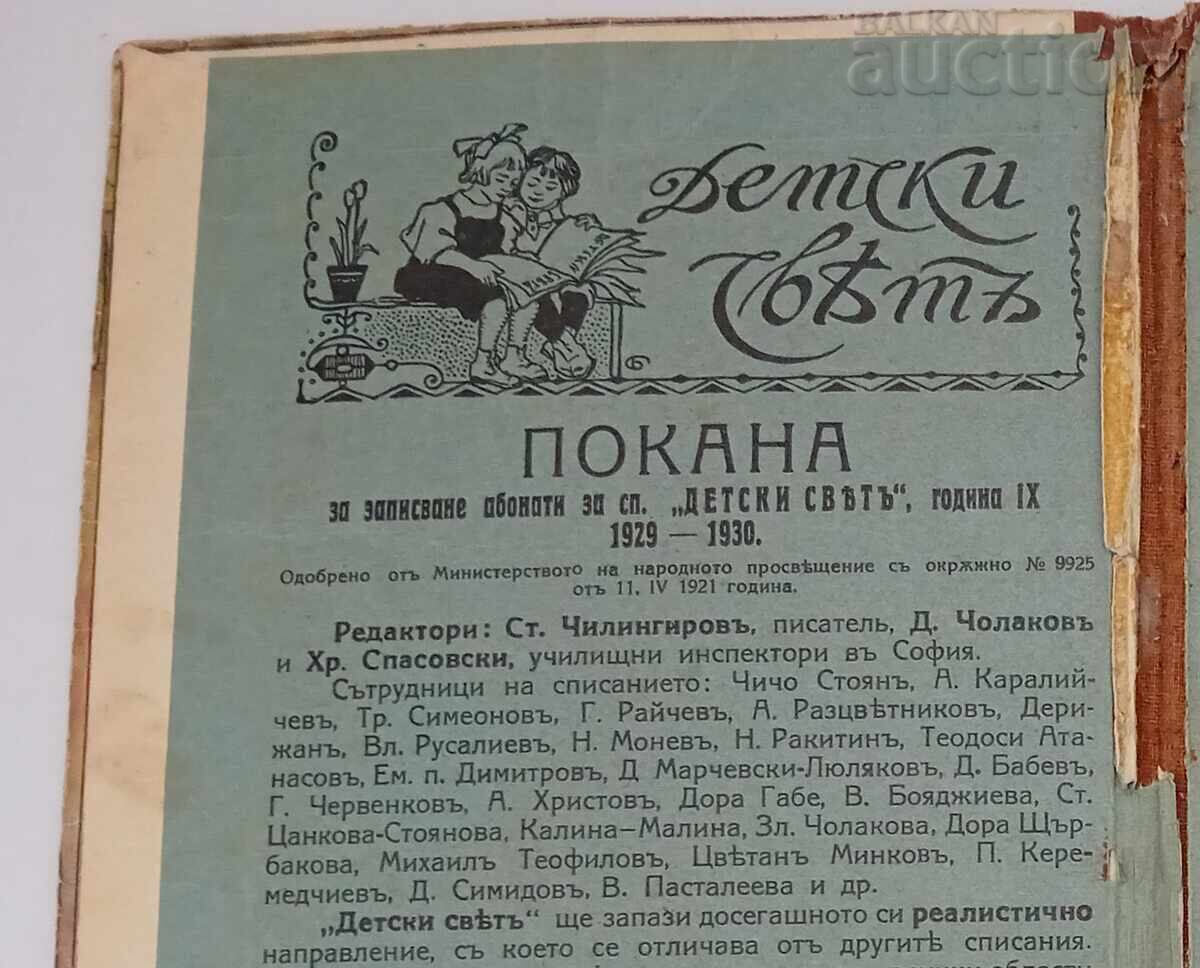 BALKAN
auction
Детски
Свѣтъ
ПОКАНА
за записване абонати за сп. „ДЕТСКИ СВѢТЪ“, година IX
1929 — 1930.
Одобрено отъ Министерството на народното просвѣщение съ окрѫжно № 9925
отъ 11. IV 1921 година.
Редактори: Ст. Чилингировъ, писатель, Д. Чолаковъ
и Хр. Спасовски, училищни инспектори въ София.
Сътрудници на списанието: Чичо Стоянъ, А. Каралий-
чевъ, Тр. Симеоновъ, Г. Райчевъ, А. Разцвѣтниковъ, Дери-
жанъ, Вл. Русалиевъ, Н. Моневъ, Н. Ракитинъ, Теодоси Ата-
насовъ, Ем. п. Димитровъ, Д Марчевски-Люляковъ, Д. Бабевъ,
Г. Червенковъ, А. Христовъ, Дора Габе, В. Бояджиева, Ст.
Цанкова-Стоянова, Калина—Малина, Зл. Чолакова, Дора Щър-
бакова, Михаилъ Теофиловъ, Цвѣтанъ Минковъ, П. Кере-
медчиевъ, Д. Симидовъ, В. Пасталеева и др.
„Детски свѣтъ“ ще запази досегашното си реалистично
направление, съ което се отличава отъ другитѣ списания.